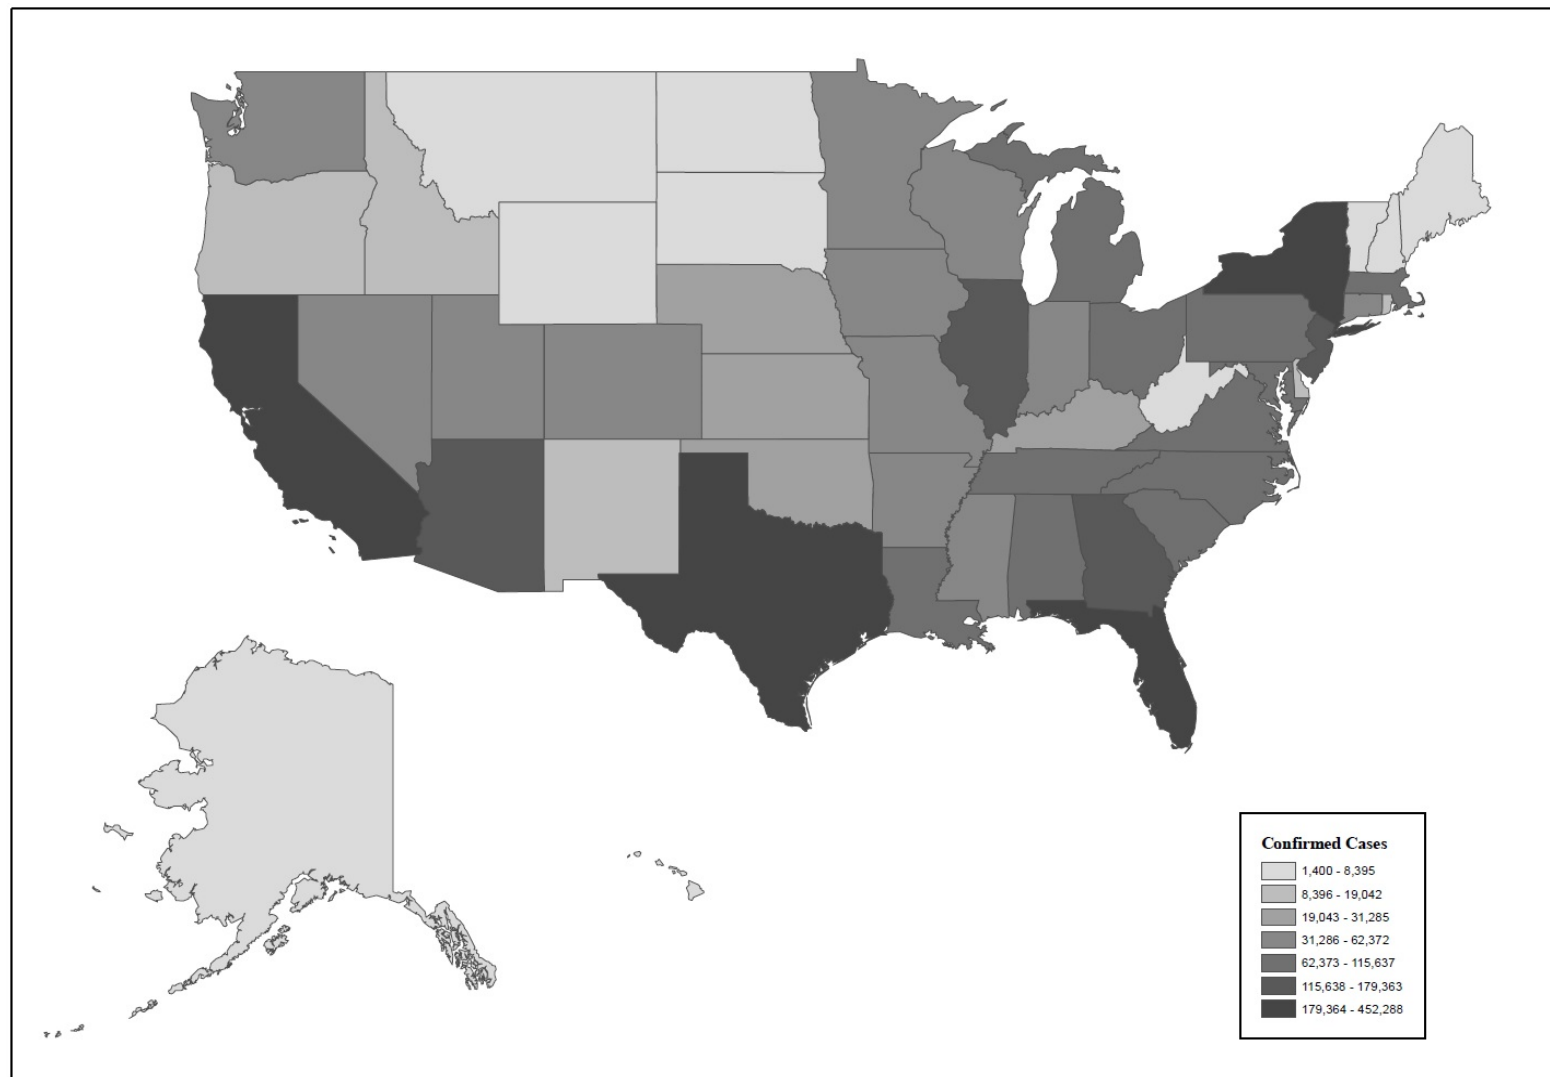 Confirmed Cases
1,400 - 8,395
8,396 - 19,042
19,043 - 31,285
31,286 - 62,372
62,373 - 115,637
115,638 - 179,363
179,364 - 452,288